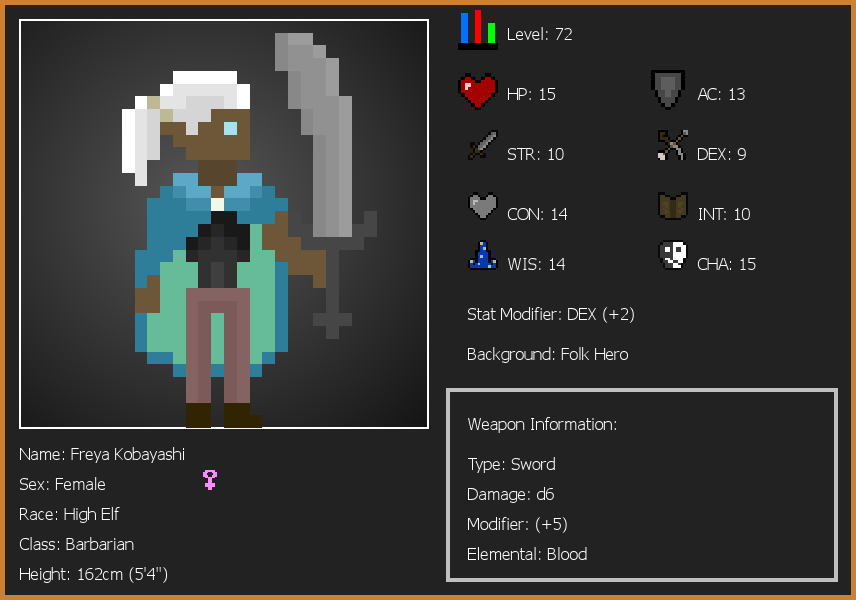 Level: 72
HP: 15
AC: 13
STR: 10
DEX: 9
CON: 14
INT: 10
WIS: 14
CHA: 15
Stat Modifier: DEX (+2)
Background: Folk Hero
Weapon Information:
Type: Sword
Damage: d6
Modifier: (+5)
Elemental: Blood
Name: Freya Kobayashi
Sex: Female
Race: High Elf
Class: Barbarian
Height: 162cm (5'4")